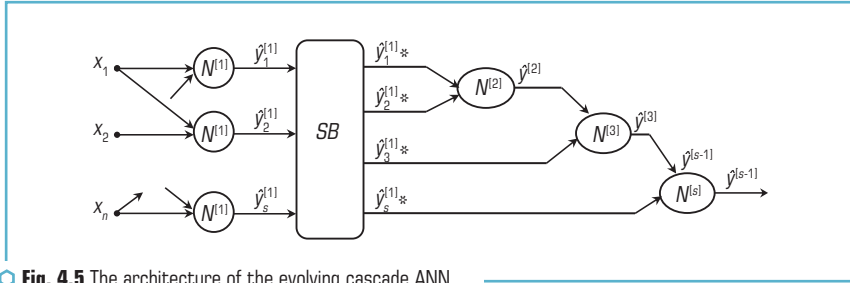 x₁ N[1] ŷ₁[1] ŷ₁[1]* N[2] ŷ[2]
x₂ N[1] ŷ₂[1] SB ŷ₂[1]* N[3] ŷ[3]
ŷ₃[1]* ŷ[s-1]
xₙ N[1] ŷₛ[1] ŷₛ[1]* N[s] ŷ[s-1]
Fig. 4.5 The architecture of the evolving cascade ANN